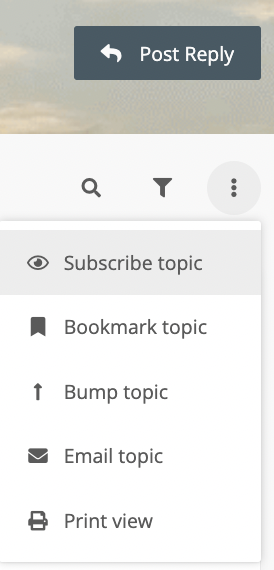 Post Reply
Subscribe topic
Bookmark topic
Bump topic
Email topic
Print view